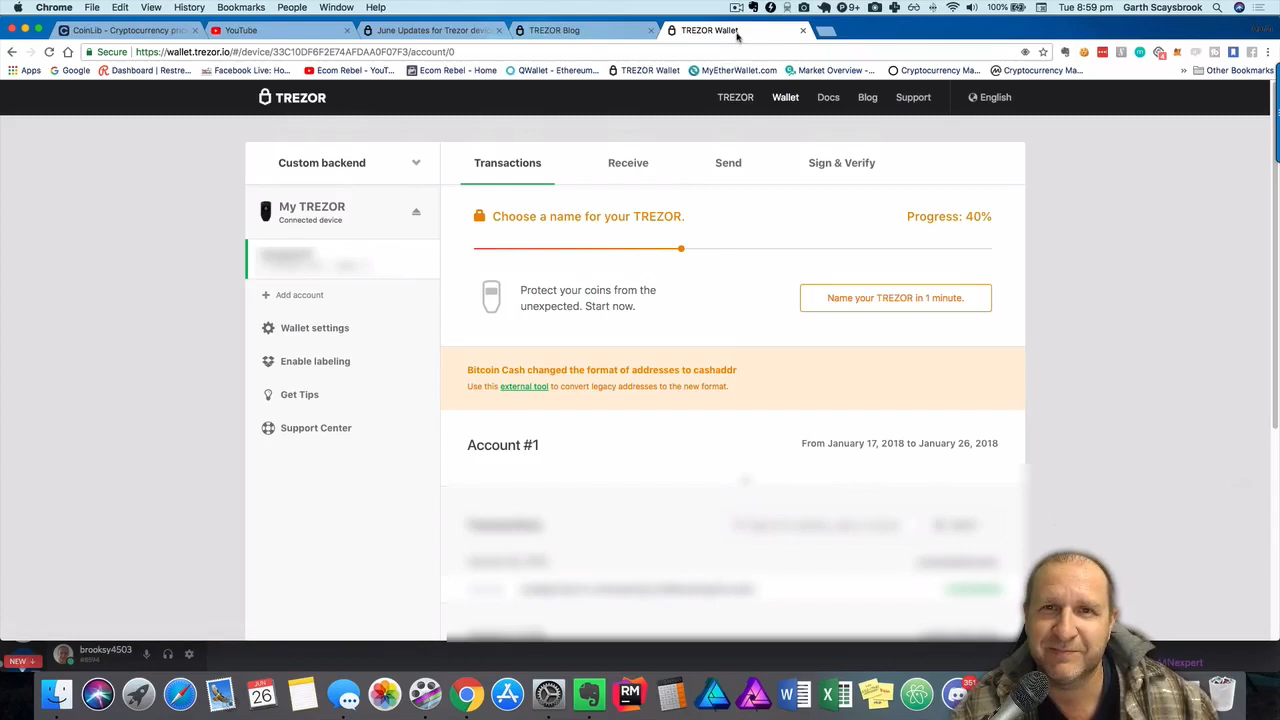 Chrome File Edit View History Bookmarks People Window Help
100% Tue 8:59 pm Garth Scaysbrook
CoinLib - Cryptocurrency pric
YouTube
June Updates for Trezor devic
TREZOR Blog
TREZOR Wallet
Secure https://wallet.trezor.io/#/device/33C10DF6F2E74AFDAA0F07F3/account/0
Apps Google Dashboard | Restre... Facebook Live: Hou... Ecom Rebel - YouT... Ecom Rebel - Home QWallet - Ethereum... TREZOR Wallet MyEtherWallet.com Market Overview -... Cryptocurrency Ma... Cryptocurrency Ma... Other Bookmarks
TREZOR
TREZOR Wallet Docs Blog Support English
Custom backend
Transactions Receive Send Sign & Verify
My TREZOR
Connected device
Choose a name for your TREZOR. Progress: 40%
Add account
Protect your coins from the
unexpected. Start now.
Name your TREZOR in 1 minute.
Wallet settings
Enable labeling
Get Tips
Support Center
Bitcoin Cash changed the format of addresses to cashaddr
Use this external tool to convert legacy addresses to the new format.
Account #1 From January 17, 2018 to January 26, 2018
brooksy4503
#8594
NEW
JUN
26
RM
351